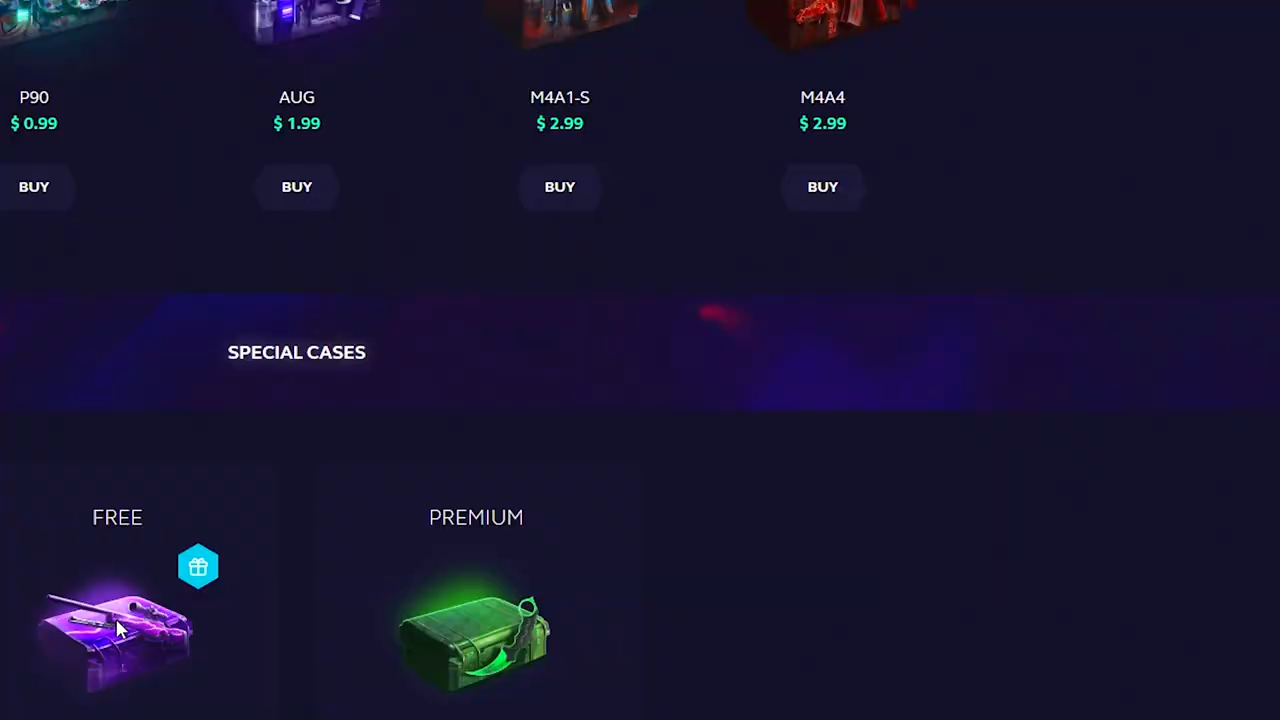 P90
$ 0.99
BUY
AUG
$ 1.99
BUY
M4A1-S
$ 2.99
BUY
M4A4
$ 2.99
BUY
SPECIAL CASES
FREE
PREMIUM